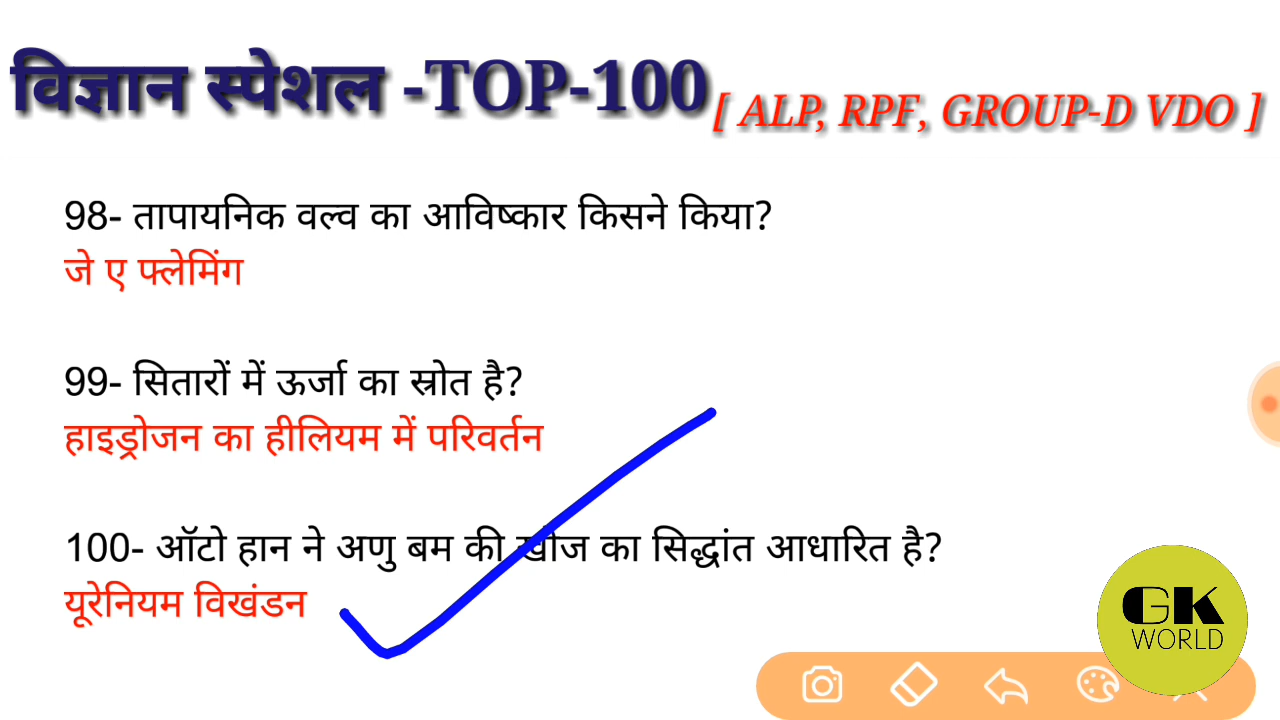 विज्ञान स्पेशल -TOP-100 [ ALP, RPF, GROUP-D VDO ]
98- तापायनिक वल्व का आविष्कार किसने किया?
जे ए फ्लेमिंग
99- सितारों में ऊर्जा का स्रोत है?
हाइड्रोजन का हीलियम में परिवर्तन
100- ऑटो हान ने अणु बम की खोज का सिद्धांत आधारित है?
यूरेनियम विखंडन
GK
WORLD